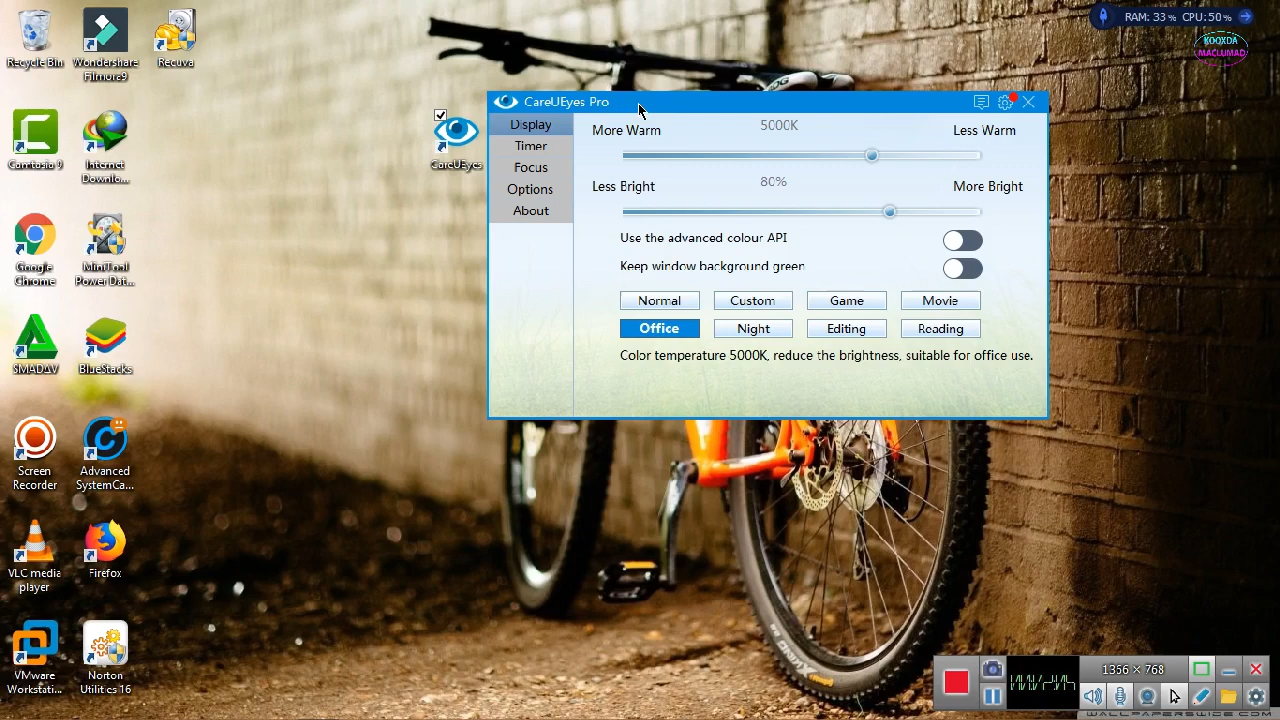 RAM: 33% CPU:50%
KOOXDA
MACLUMAD
Recycle Bin
Wondershare
Filmora9
Recuva
Camtasia 9
Internet
Downlo...
Google
Chrome
MiniTool
Power Dat...
SMADΔV
BlueStacks
Screen
Recorder
Advanced
SystemCa...
VLC media
player
Firefox
VMware
Workstati...
Norton
Utilities 16
CareUEyes
CareUEyes Pro
Display
Timer
Focus
Options
About
More Warm
5000K
Less Warm
Less Bright
80%
More Bright
Use the advanced colour API
Keep window background green
Normal
Custom
Game
Movie
Office
Night
Editing
Reading
Color temperature 5000K, reduce the brightness, suitable for office use.
1366 × 768
WALLPAPERSWIDE.COM